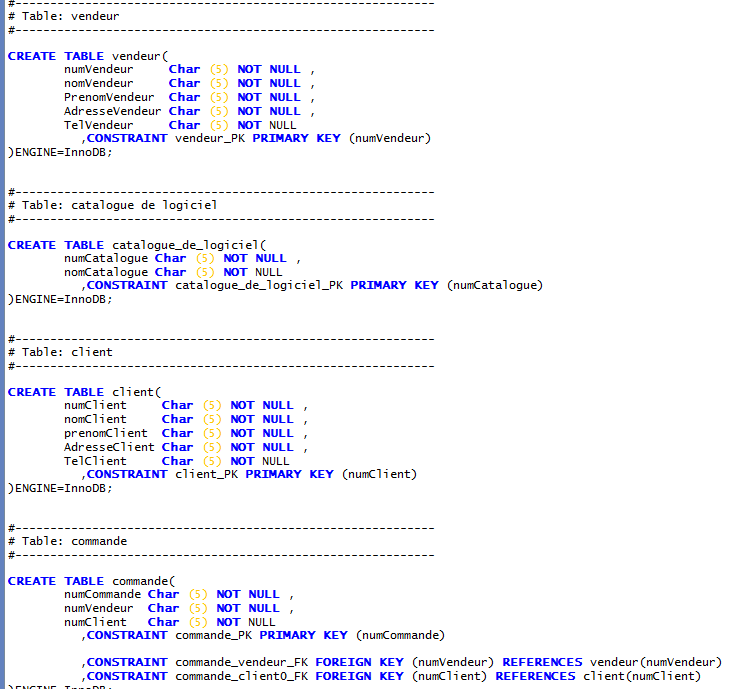 #------------------------------------------------------------
# Table: vendeur
#------------------------------------------------------------
CREATE TABLE vendeur(
numVendeur Char (5) NOT NULL ,
nomVendeur Char (5) NOT NULL ,
PrenomVendeur Char (5) NOT NULL ,
AdresseVendeur Char (5) NOT NULL ,
TelVendeur Char (5) NOT NULL
,CONSTRAINT vendeur_PK PRIMARY KEY (numVendeur)
)ENGINE=InnoDB;
#------------------------------------------------------------
# Table: catalogue de logiciel
#------------------------------------------------------------
CREATE TABLE catalogue_de_logiciel(
numCatalogue Char (5) NOT NULL ,
nomCatalogue Char (5) NOT NULL
,CONSTRAINT catalogue_de_logiciel_PK PRIMARY KEY (numCatalogue)
)ENGINE=InnoDB;
#------------------------------------------------------------
# Table: client
#------------------------------------------------------------
CREATE TABLE client(
numClient Char (5) NOT NULL ,
nomClient Char (5) NOT NULL ,
prenomClient Char (5) NOT NULL ,
AdresseClient Char (5) NOT NULL ,
TelClient Char (5) NOT NULL
,CONSTRAINT client_PK PRIMARY KEY (numClient)
)ENGINE=InnoDB;
#------------------------------------------------------------
# Table: commande
#------------------------------------------------------------
CREATE TABLE commande(
numCommande Char (5) NOT NULL ,
numVendeur Char (5) NOT NULL ,
numClient Char (5) NOT NULL
,CONSTRAINT commande_PK PRIMARY KEY (numCommande)
,CONSTRAINT commande_vendeur_FK FOREIGN KEY (numVendeur) REFERENCES vendeur(numVendeur)
,CONSTRAINT commande_client0_FK FOREIGN KEY (numClient) REFERENCES client(numClient)
)ENGINE=InnoDB;